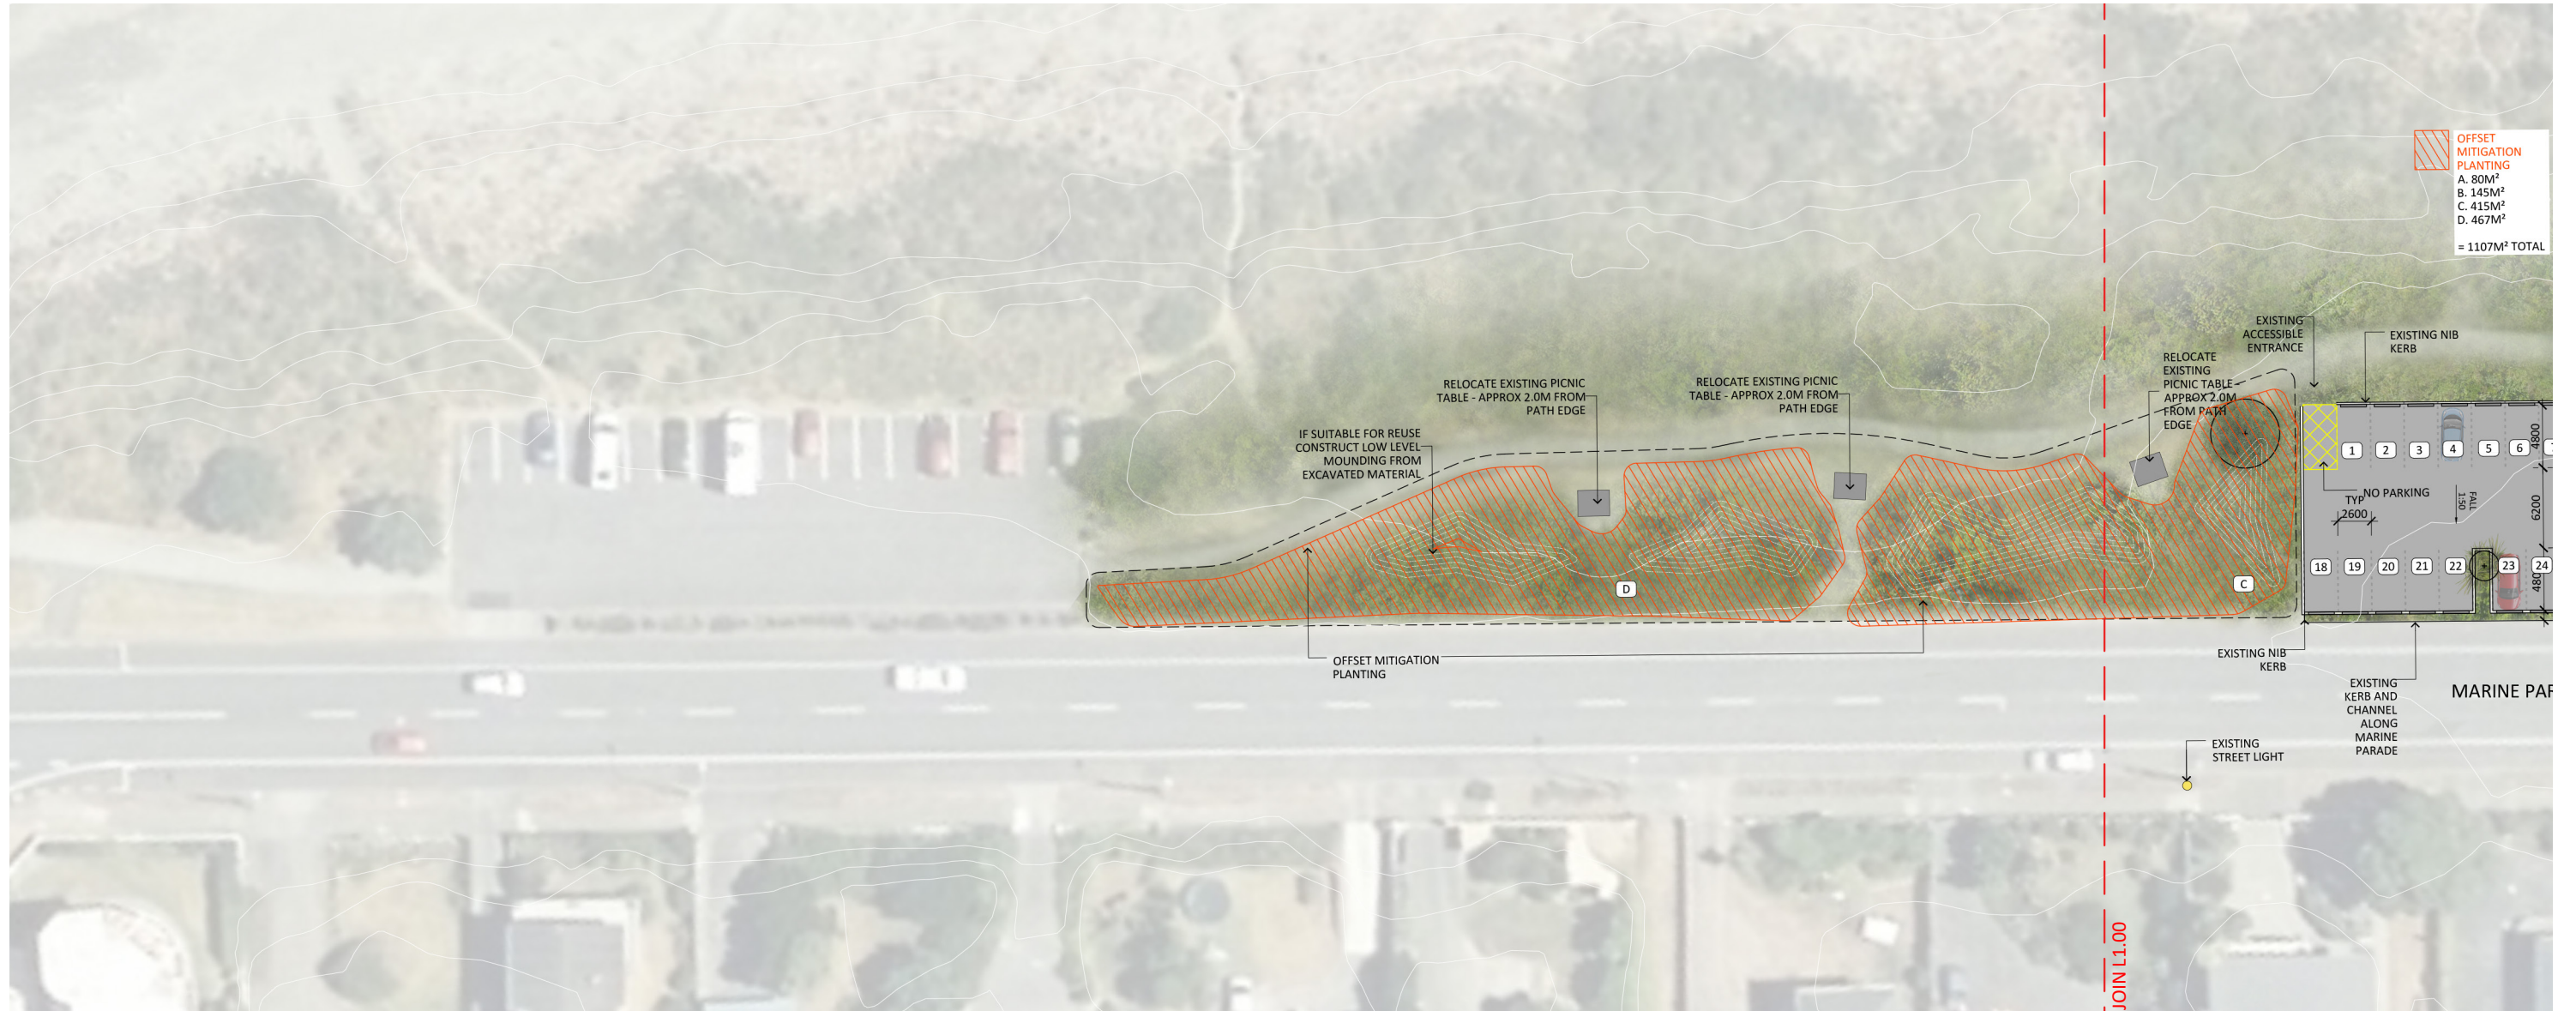 OFFSET
MITIGATION
PLANTING
A. 80M²
B. 145M²
C. 415M²
D. 467M²
= 1107M² TOTAL
EXISTING
ACCESSIBLE
ENTRANCE
EXISTING NIB
KERB
RELOCATE
EXISTING
PICNIC TABLE -
APPROX 2.0M
FROM PATH
EDGE
RELOCATE EXISTING PICNIC
TABLE - APPROX 2.0M FROM
PATH EDGE
RELOCATE EXISTING PICNIC
TABLE - APPROX 2.0M FROM
PATH EDGE
IF SUITABLE FOR REUSE
CONSTRUCT LOW LEVEL
MOUNDING FROM
EXCAVATED MATERIAL
1
2
3
4
5
6
4800
NO PARKING
TYP
2600
FALL
1:50
6200
18
19
20
21
22
23
24
480
D
C
OFFSET MITIGATION
PLANTING
EXISTING NIB
KERB
EXISTING
KERB AND
CHANNEL
ALONG
MARINE
PARADE
MARINE PAR
EXISTING
STREET LIGHT
JOIN L1.00